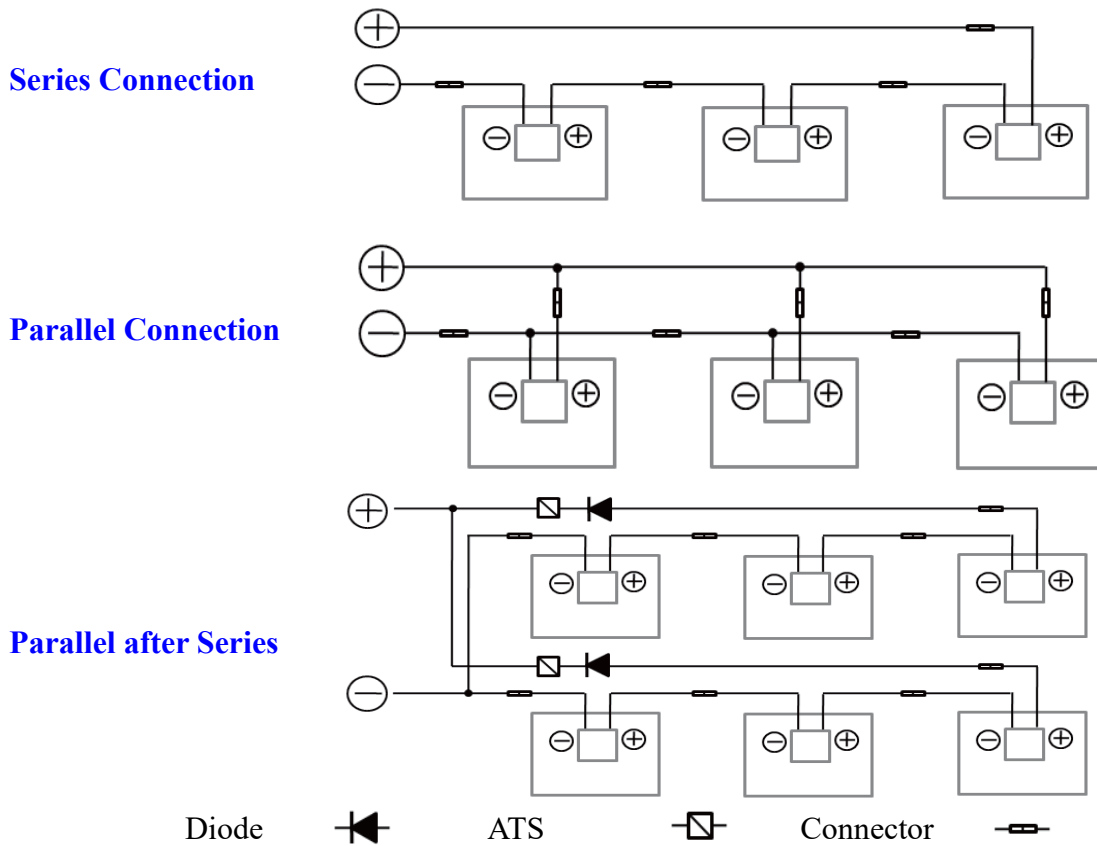 Series Connection
Parallel Connection
Parallel after Series
Diode ATS Connector